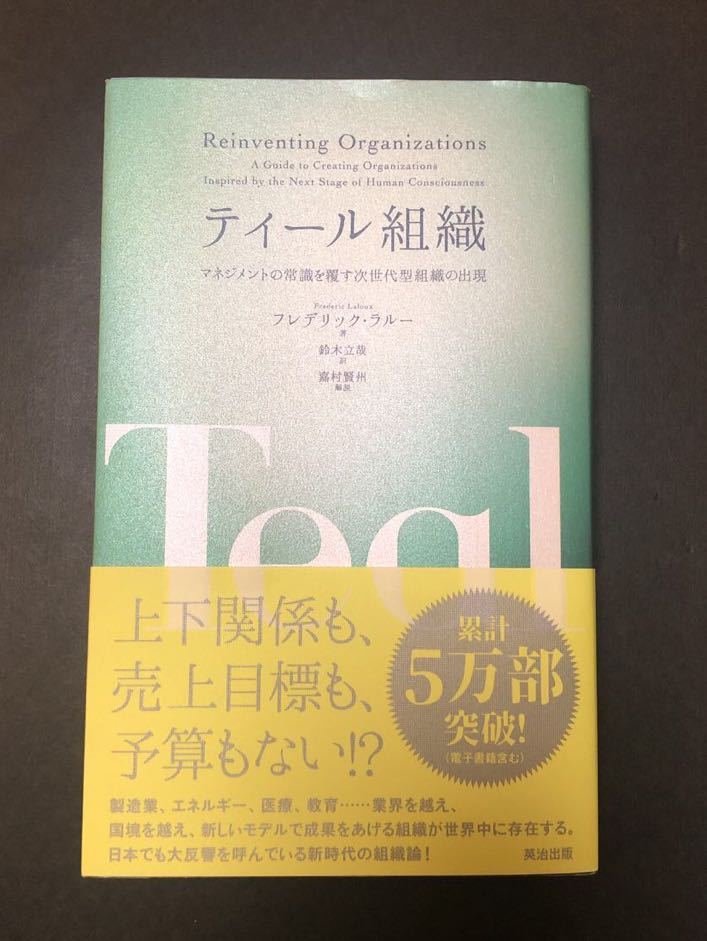 Reinventing Organizations
A Guide to Creating Organizations
Inspired by the Next Stage of Human Consciousness
ティール組織
マネジメントの常識を覆す次世代型組織の出現
Frederic Laloux
フレデリック・ラルー
著
鈴木立哉
訳
嘉村賢州
解説
Teal
上下関係も、
売上目標も、
予算もない!?
累計
5万部
突破!
(電子書籍含む)
製造業、エネルギー、医療、教育……業界を越え、
国境を越え、新しいモデルで成果をあげる組織が世界中に存在する。
日本でも大反響を呼んでいる新時代の組織論!
英治出版